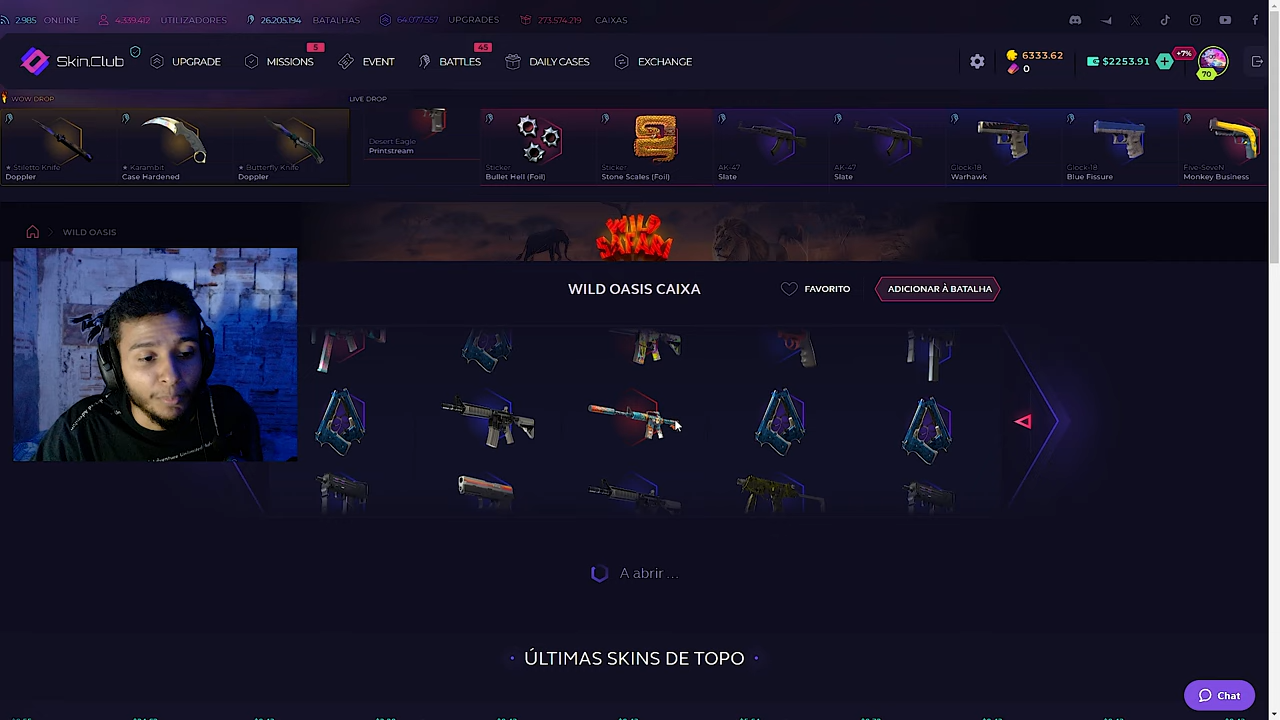 2.985 ONLINE 4.339.412 UTILIZADORES 26.205.194 BATALHAS 64.077.557 UPGRADES 273.574.219 CAIXAS
Skin.Club UPGRADE 5 MISSIONS EVENT 45 BATTLES DAILY CASES EXCHANGE 6333.62 0 $2253.91 +7% 70
WOW DROP LIVE DROP
★ Stiletto Knife
Doppler
★ Karambit
Case Hardened
★ Butterfly Knife
Doppler
Desert Eagle
Printstream
Sticker
Bullet Hell (Foil)
Sticker
Stone Scales (Foil)
AK-47
Slate
AK-47
Slate
Glock-18
Warhawk
Glock-18
Blue Fissure
Five-SeveN
Monkey Business
WILD OASIS
WILD
SAFARI
WILD OASIS CAIXA
FAVORITO
ADICIONAR À BATALHA
A abrir ...
ÚLTIMAS SKINS DE TOPO
Chat